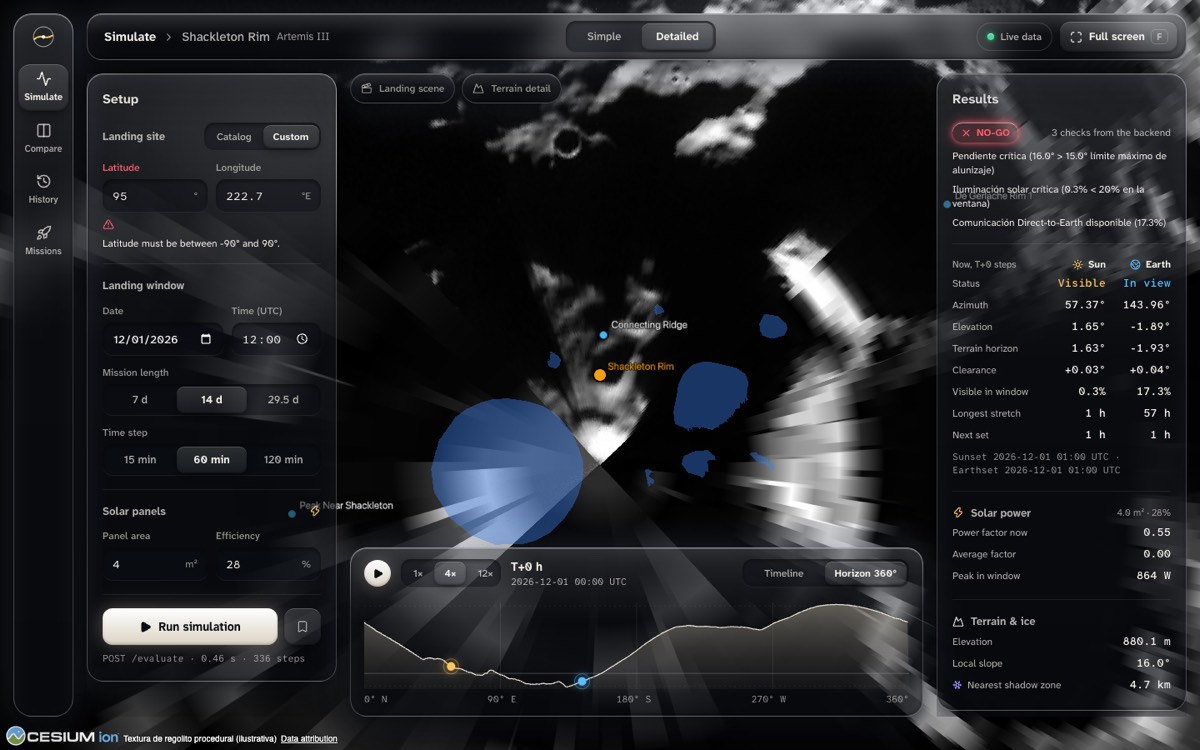 Simulate > Shackleton Rim Artemis III
Simple
Detailed
Live data
Full screen F
Simulate
Compare
History
Missions
Setup
Landing site
Catalog
Custom
Latitude
Longitude
95 °
222.7 °E
Latitude must be between -90° and 90°.
Landing window
Date
Time (UTC)
12/01/2026
12:00
Mission length
7 d
14 d
29.5 d
Time step
15 min
60 min
120 min
Solar panels
Panel area
Efficiency
4 m²
28 %
Run simulation
POST /evaluate · 0.46 s · 336 steps
Landing scene
Terrain detail
Connecting Ridge
Shackleton Rim
Peak Near Shackleton
De Gerlache Rim 1
1×
4×
12×
T+0 h
2026-12-01 00:00 UTC
Timeline
Horizon 360°
0° N
90° E
180° S
270° W
360°
Results
NO-GO
3 checks from the backend
Pendiente crítica (16.0° > 15.0° límite máximo de
alunizaje)
Iluminación solar crítica (0.3% < 20% en la
ventana)
Comunicación Direct-to-Earth disponible (17.3%)
Now, T+0 steps Sun Earth
Status Visible In view
Azimuth 57.37° 143.96°
Elevation 1.65° -1.89°
Terrain horizon 1.63° -1.93°
Clearance +0.03° +0.04°
Visible in window 0.3% 17.3%
Longest stretch 1 h 57 h
Next set 1 h 1 h
Sunset 2026-12-01 01:00 UTC ·
Earthset 2026-12-01 01:00 UTC
Solar power 4.0 m² · 28%
Power factor now 0.55
Average factor 0.00
Peak in window 864 W
Terrain & ice
Elevation 880.1 m
Local slope 16.0°
Nearest shadow zone 4.7 km
CESIUM ion Textura de regolito procedural (ilustrativa) Data attribution